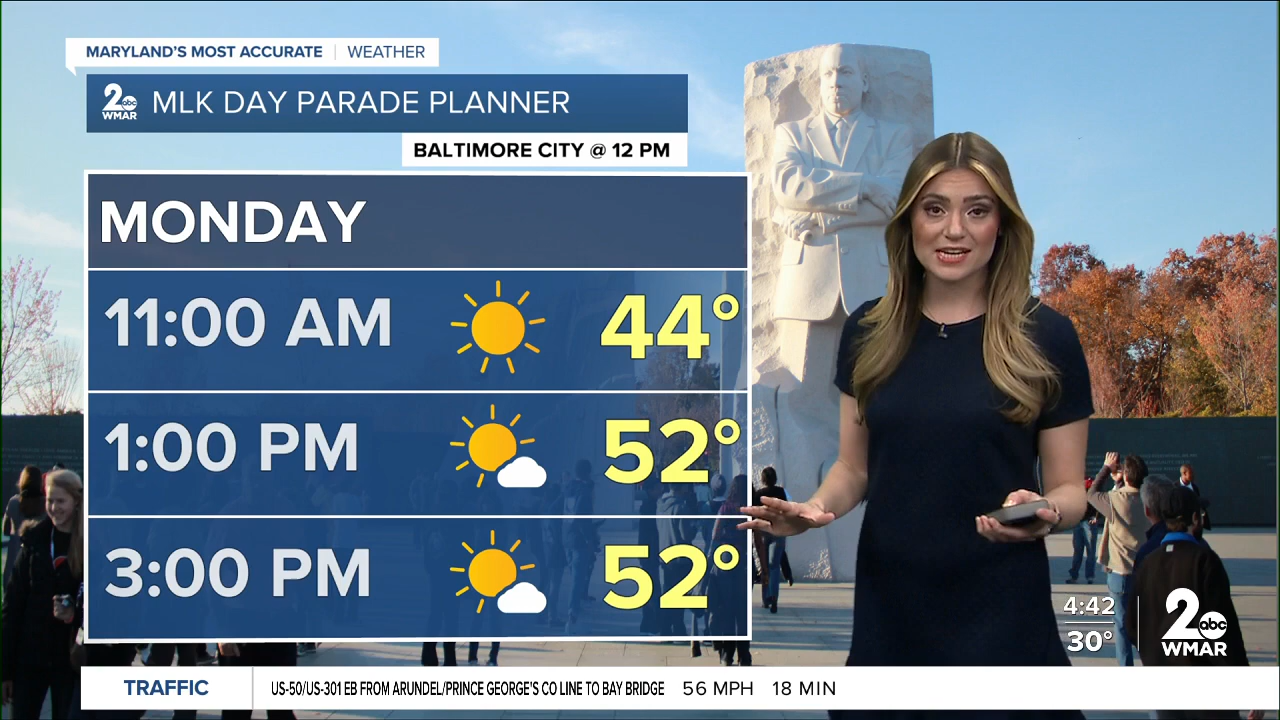 MARYLAND'S MOST ACCURATE | WEATHER
2 abc WMAR MLK DAY PARADE PLANNER
BALTIMORE CITY @ 12 PM
MONDAY
11:00 AM 44°
1:00 PM 52°
3:00 PM 52°
4:42
30°
2 abc
WMAR
TRAFFIC US-50/US-301 EB FROM ARUNDEL/PRINCE GEORGE'S CO LINE TO BAY BRIDGE 56 MPH 18 MIN